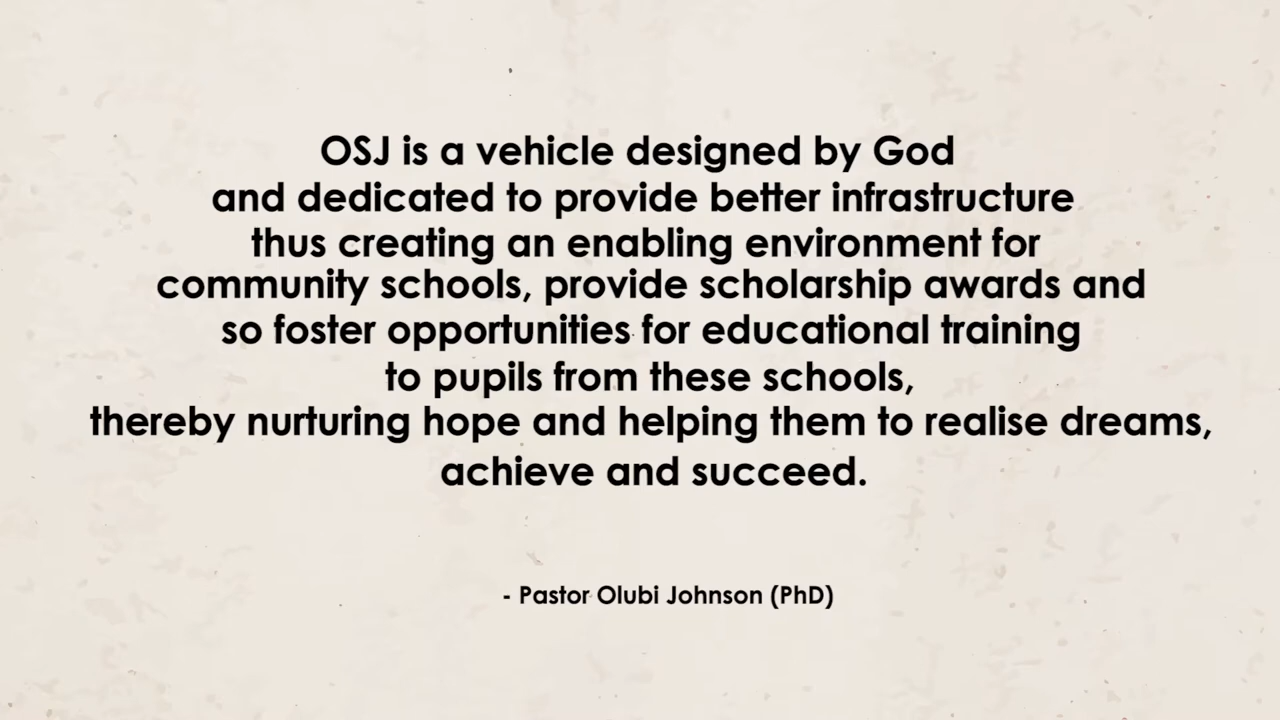 OSJ is a vehicle designed by God
and dedicated to provide better infrastructure
thus creating an enabling environment for
community schools, provide scholarship awards and
so foster opportunities for educational training
to pupils from these schools,
thereby nurturing hope and helping them to realise dreams,
achieve and succeed.
- Pastor Olubi Johnson (PhD)